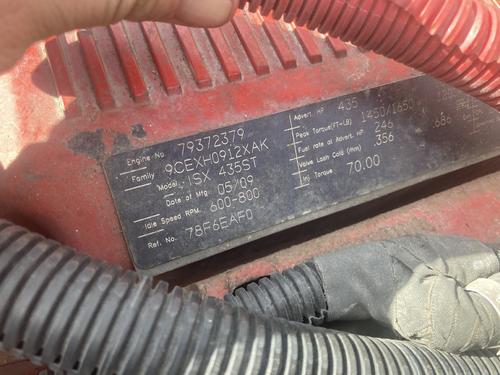 Engine No. 79372379
Family 9CEXH0912XAK
Model ISX 435ST
Date of Mfg 05/09
Idle Speed RPM 600-800
Ref. No. 78F6EAF0
Advert. HP 435
Peak Torque(FT-LB) 1450/1650
Fuel rate at Advert. HP 246
Valve Lash Cold (mm) .356 .686
Inj Torque 70.00